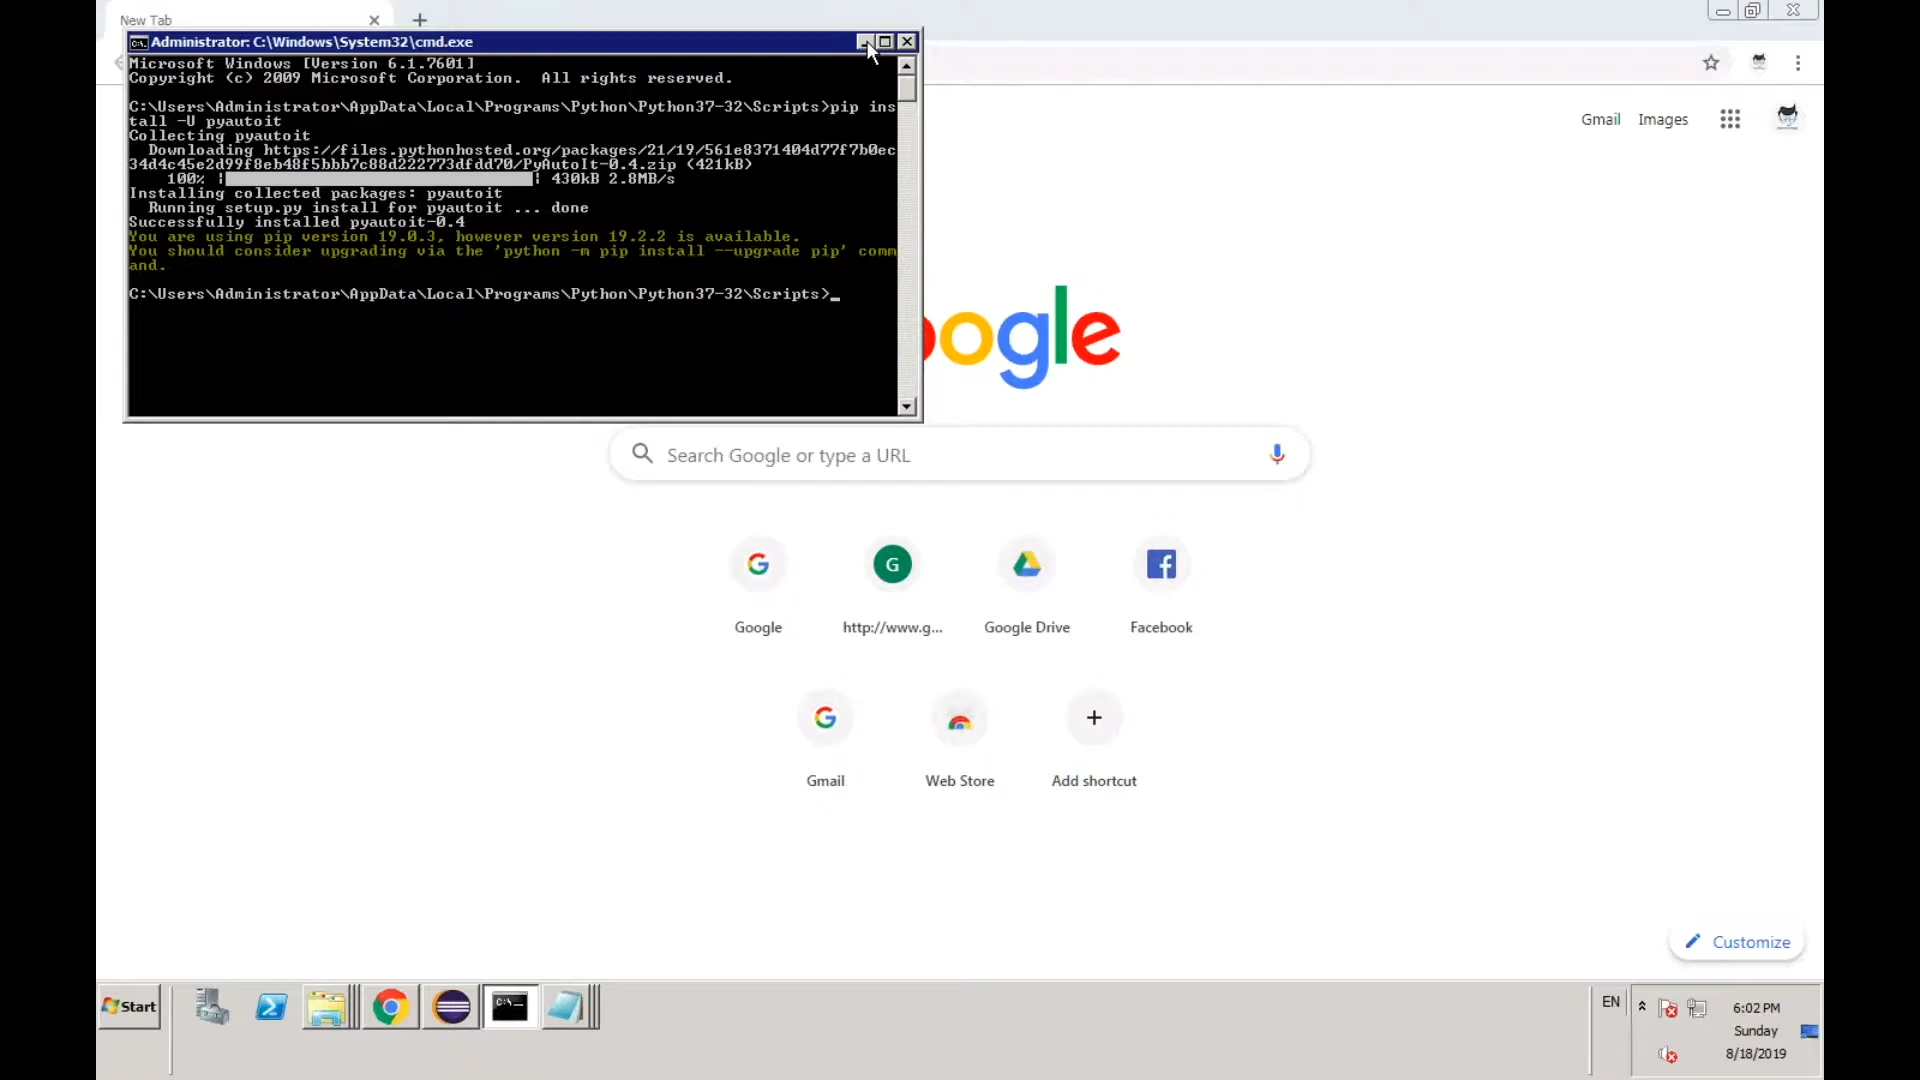 New Tab
Administrator: C:\Windows\System32\cmd.exe
Microsoft Windows [Version 6.1.7601]
Copyright (c) 2009 Microsoft Corporation.  All rights reserved.
C:\Users\Administrator\AppData\Local\Programs\Python\Python37-32\Scripts>pip ins
tall -U pyautoit
Collecting pyautoit
Downloading https://files.pythonhosted.org/packages/21/19/561e8371404d77f7b0ec
34d4c45e2d99f8eb48f5bbb7c88d222773dfdd70/PyAutoIt-0.4.zip (421kB)
100% |████████████████████████████████| 430kB 2.8MB/s
Installing collected packages: pyautoit
Running setup.py install for pyautoit ... done
Successfully installed pyautoit-0.4
You are using pip version 19.0.3, however version 19.2.2 is available.
You should consider upgrading via the 'python -m pip install --upgrade pip' comm
and.
C:\Users\Administrator\AppData\Local\Programs\Python\Python37-32\Scripts>_
Gmail Images
ogle
Search Google or type a URL
G
Google http://www.g... Google Drive Facebook
Gmail Web Store Add shortcut
Customize
Start
EN
6:02 PM
Sunday
8/18/2019